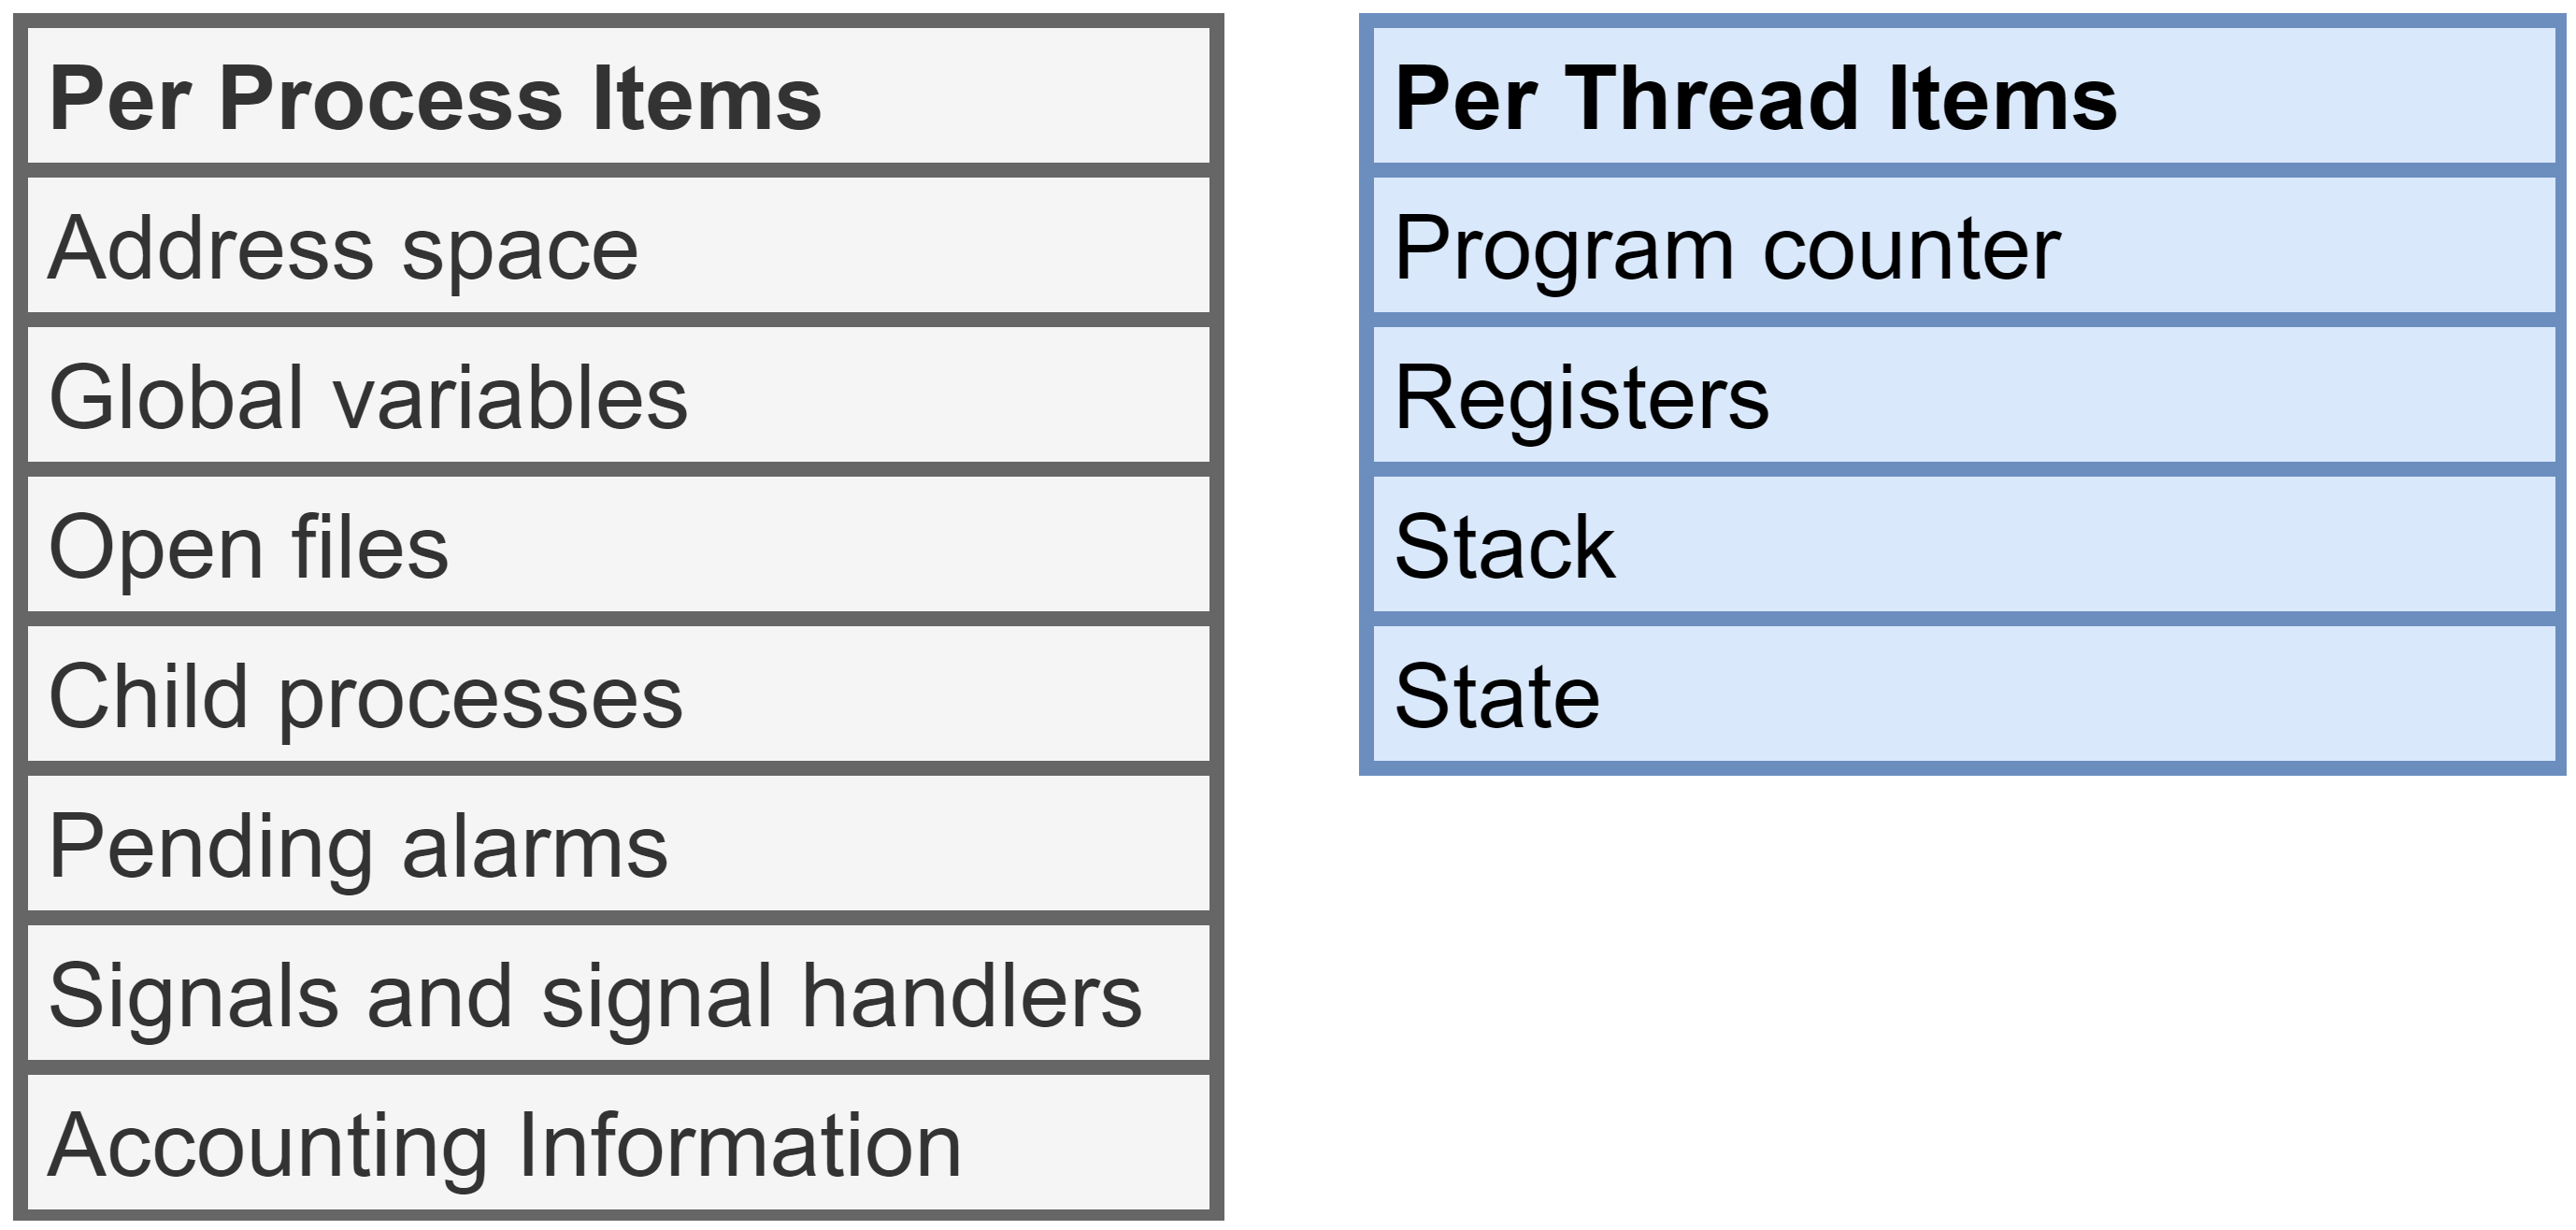 Per Process Items
Address space
Global variables
Open files
Child processes
Pending alarms
Signals and signal handlers
Accounting Information
Per Thread Items
Program counter
Registers
Stack
State